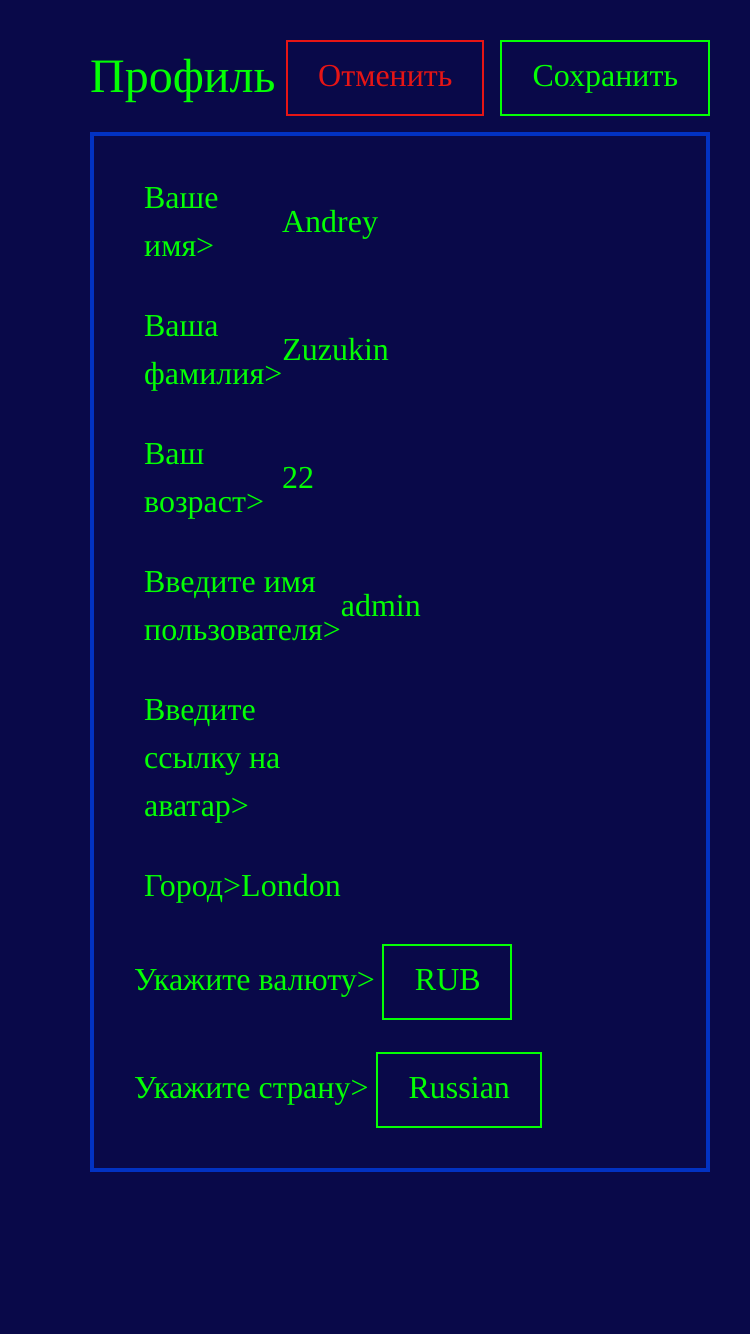 Профиль Отменить Сохранить
Ваше
имя>
Andrey
Ваша
фамилия>
Zuzukin
Ваш
возраст>
22
Введите имя
пользователя>
admin
Введите
ссылку на
аватар>
Город>London
Укажите валюту> RUB
Укажите страну> Russian